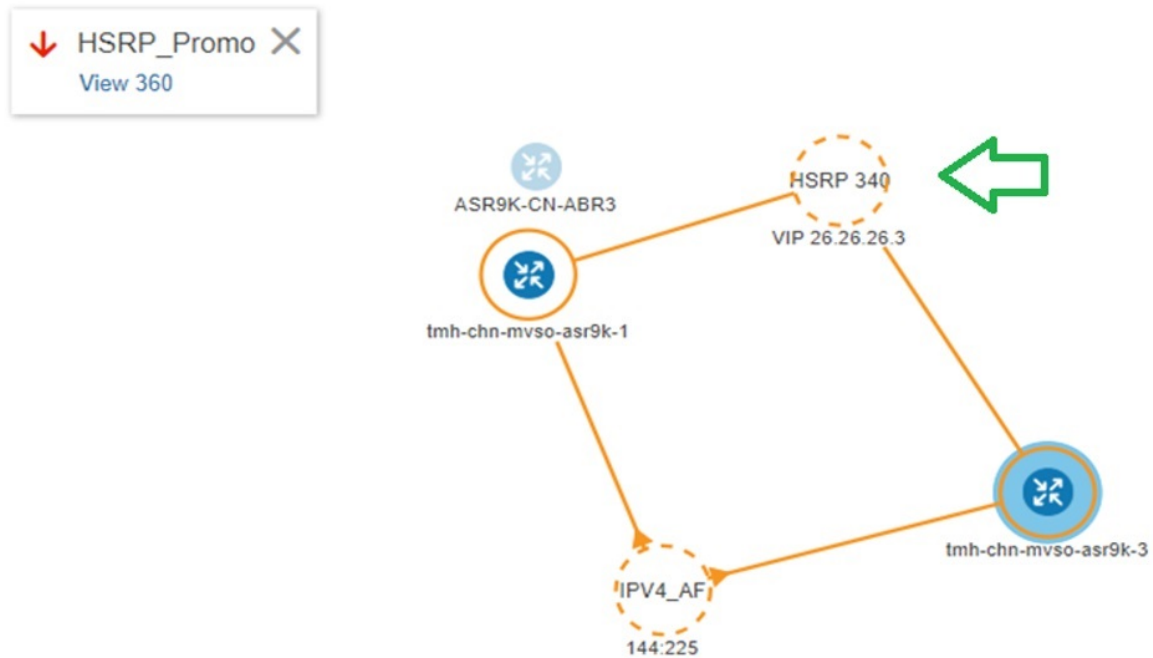 HSRP_Promo
View 360
ASR9K-CN-ABR3
HSRP 340
VIP 26.26.26.3
tmh-chn-mvso-asr9k-1
tmh-chn-mvso-asr9k-3
IPV4_AF
144:225